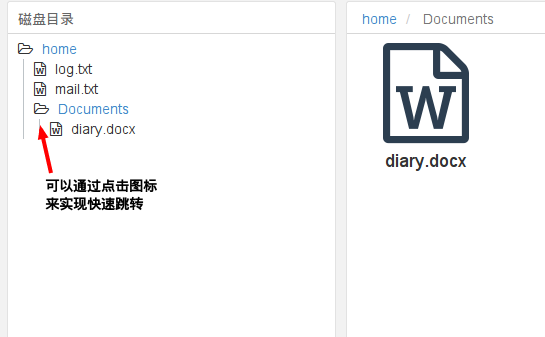 磁盘目录
home
log.txt
mail.txt
Documents
diary.docx
可以通过点击图标
来实现快速跳转
home / Documents
W
diary.docx